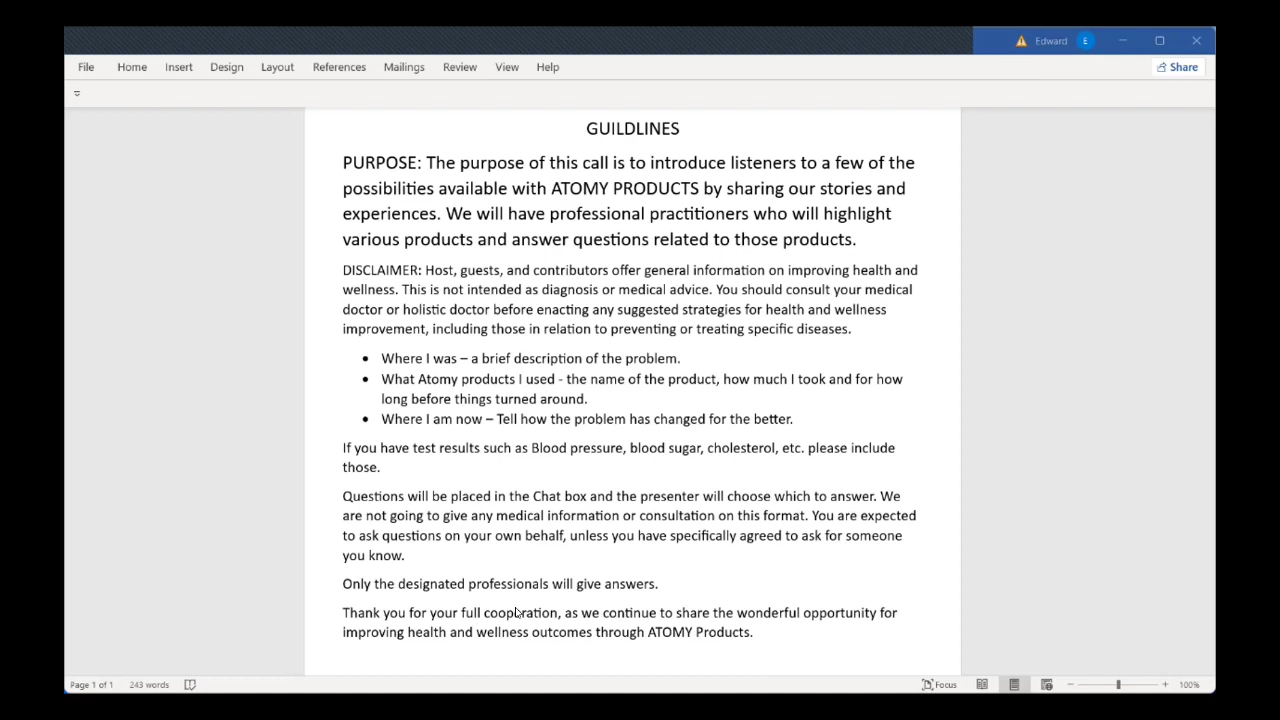 Edward E
File Home Insert Design Layout References Mailings Review View Help Share
GUILDLINES
PURPOSE: The purpose of this call is to introduce listeners to a few of the
possibilities available with ATOMY PRODUCTS by sharing our stories and
experiences. We will have professional practitioners who will highlight
various products and answer questions related to those products.
DISCLAIMER: Host, guests, and contributors offer general information on improving health and
wellness. This is not intended as diagnosis or medical advice. You should consult your medical
doctor or holistic doctor before enacting any suggested strategies for health and wellness
improvement, including those in relation to preventing or treating specific diseases.
• Where I was – a brief description of the problem.
• What Atomy products I used - the name of the product, how much I took and for how
long before things turned around.
• Where I am now – Tell how the problem has changed for the better.
If you have test results such as Blood pressure, blood sugar, cholesterol, etc. please include
those.
Questions will be placed in the Chat box and the presenter will choose which to answer. We
are not going to give any medical information or consultation on this format. You are expected
to ask questions on your own behalf, unless you have specifically agreed to ask for someone
you know.
Only the designated professionals will give answers.
Thank you for your full cooperation, as we continue to share the wonderful opportunity for
improving health and wellness outcomes through ATOMY Products.
Page 1 of 1 243 words Focus 100%